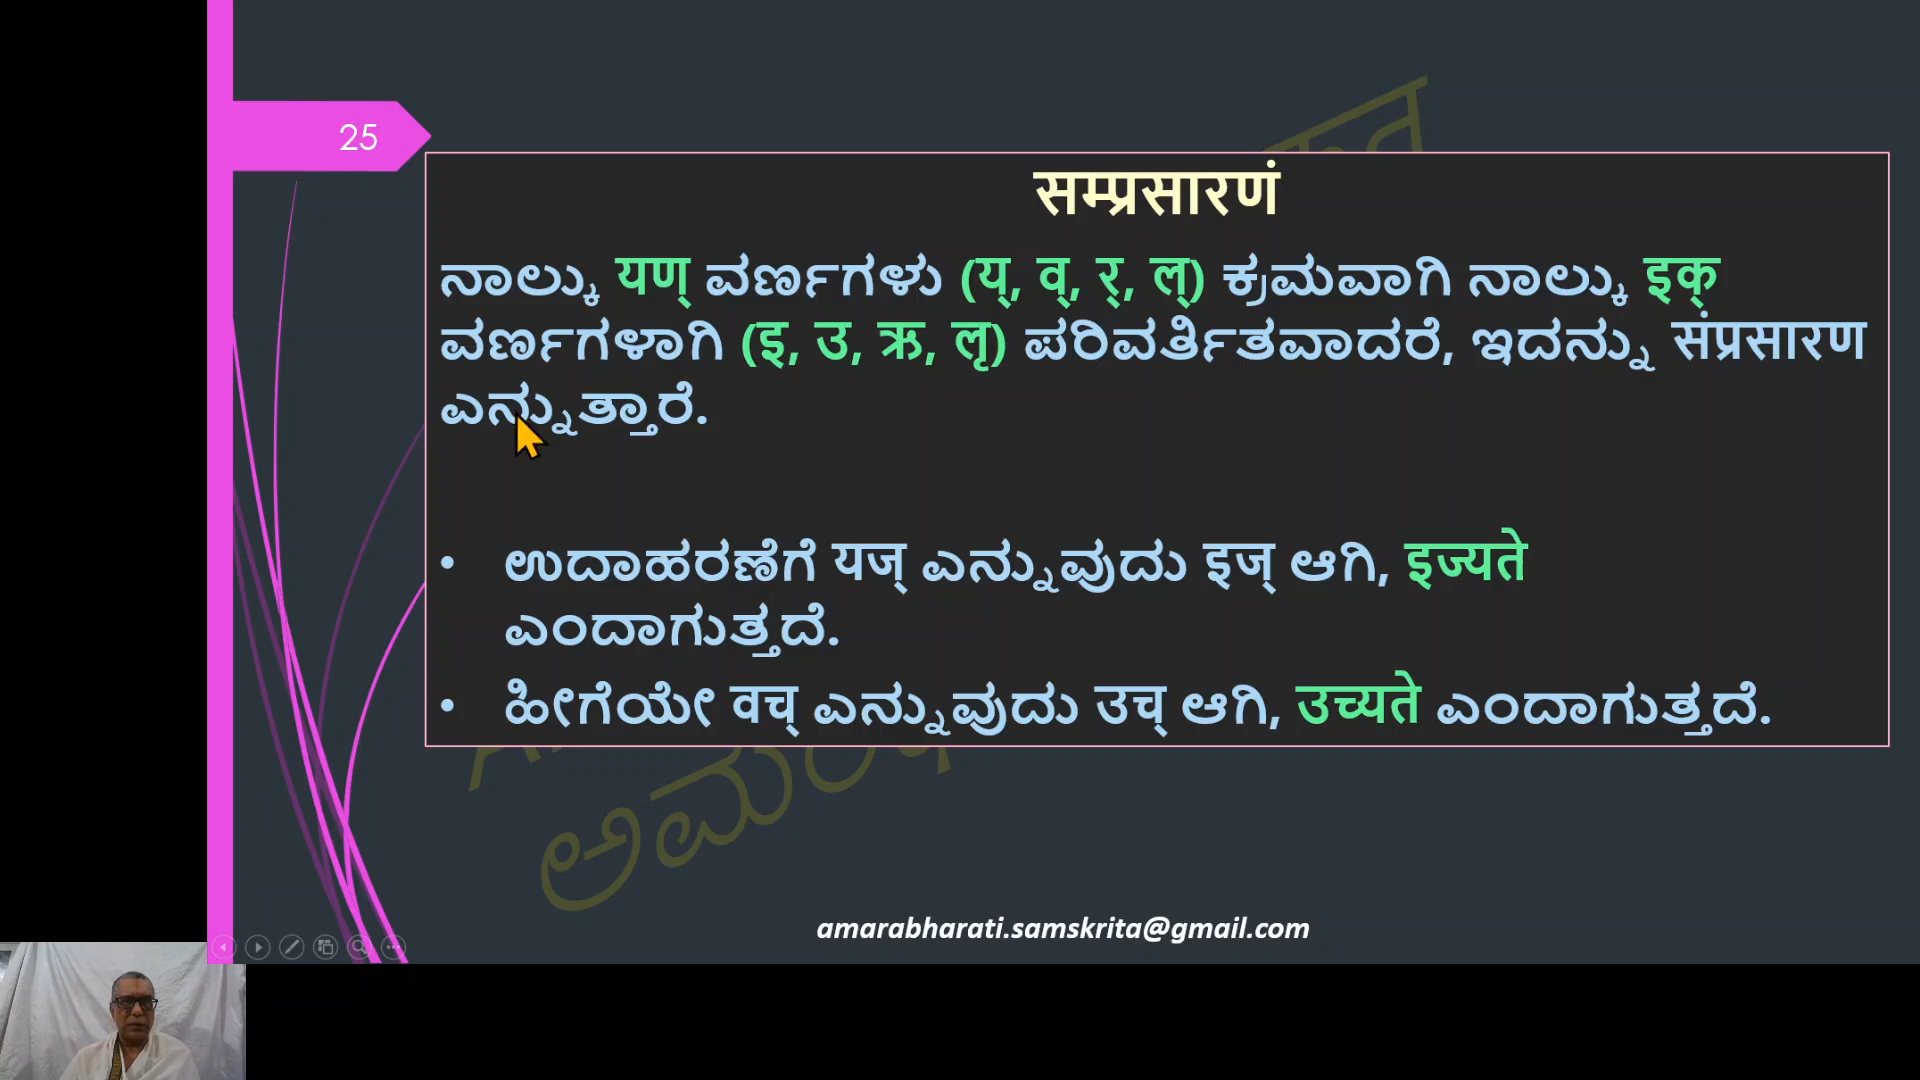 25
सम्प्रसारणं
ನಾಲ್ಕು यण् ವರ್ಣಗಳು (य्, व्, र्, ल्) ಕ್ರಮವಾಗಿ ನಾಲ್ಕು इक्
ವರ್ಣಗಳಾಗಿ (इ, उ, ऋ, लृ) ಪರಿವರ್ತಿತವಾದರೆ, ಇದನ್ನು संप्रसारण
ಎನ್ನುತ್ತಾರೆ.
• ಉದಾಹರಣೆಗೆ यज् ಎನ್ನುವುದು इज् ಆಗಿ, इज्यते
ಎಂದಾಗುತ್ತದೆ.
• ಹೀಗೆಯೇ वच् ಎನ್ನುವುದು उच् ಆಗಿ, उच्यते ಎಂದಾಗುತ್ತದೆ.
amarabharati.samskrita@gmail.com